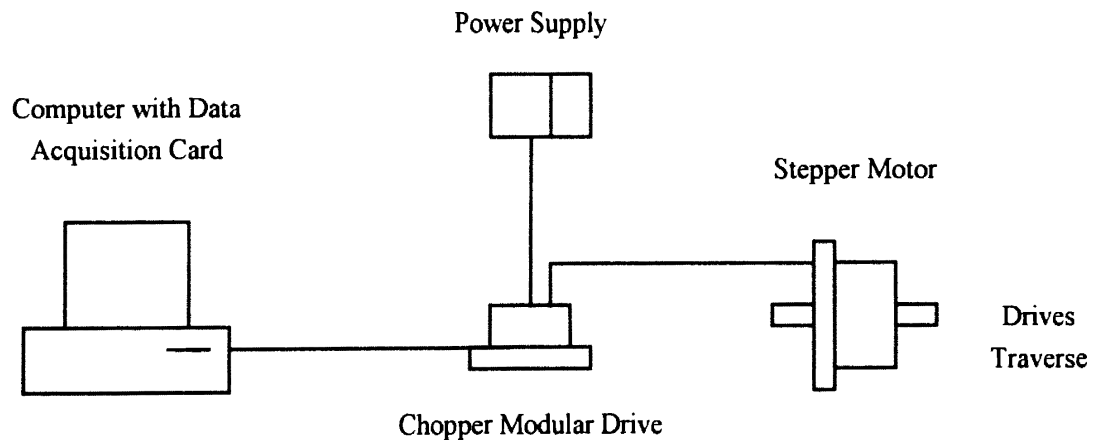 Power Supply
Computer with Data
Acquisition Card
Stepper Motor
Drives
Traverse
Chopper Modular Drive